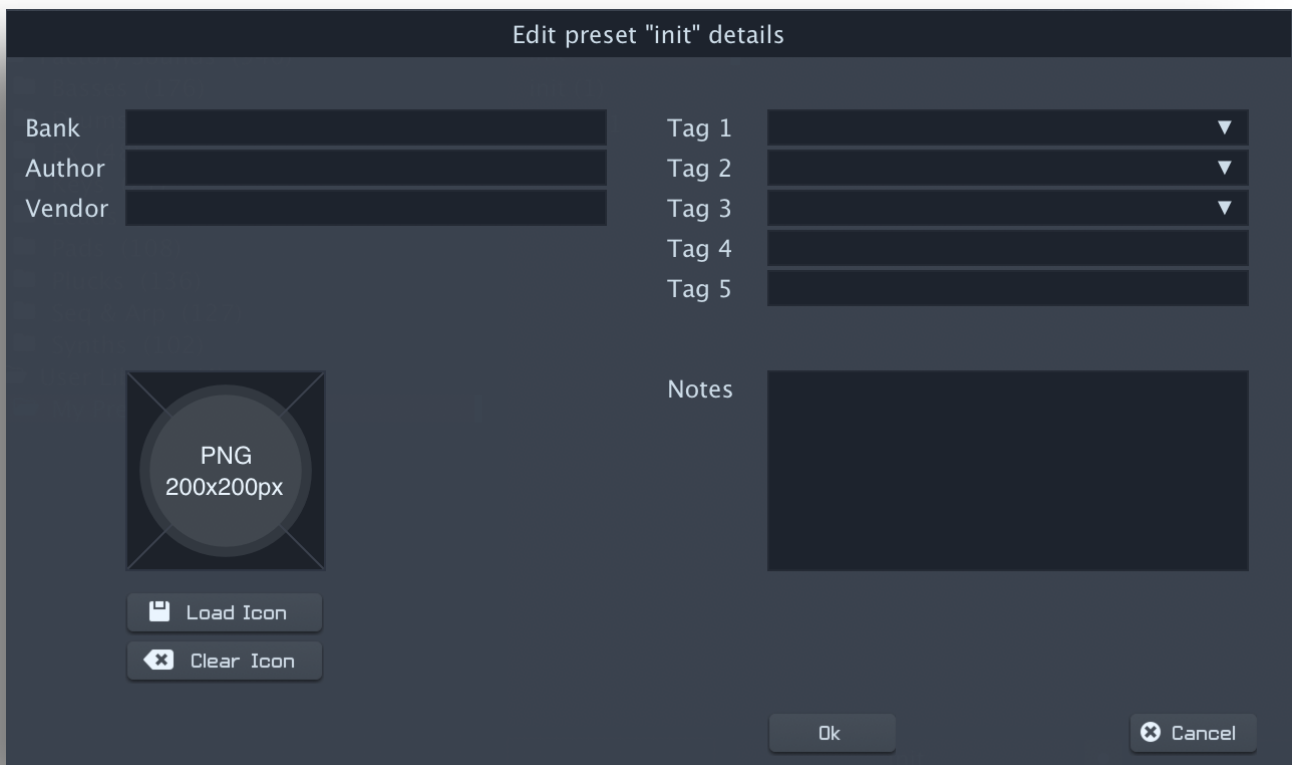 Edit preset "init" details
Bank
Author
Vendor
Tag 1 ▼
Tag 2 ▼
Tag 3 ▼
Tag 4
Tag 5
PNG
200x200px
Notes
Load Icon
Clear Icon
Ok
Cancel